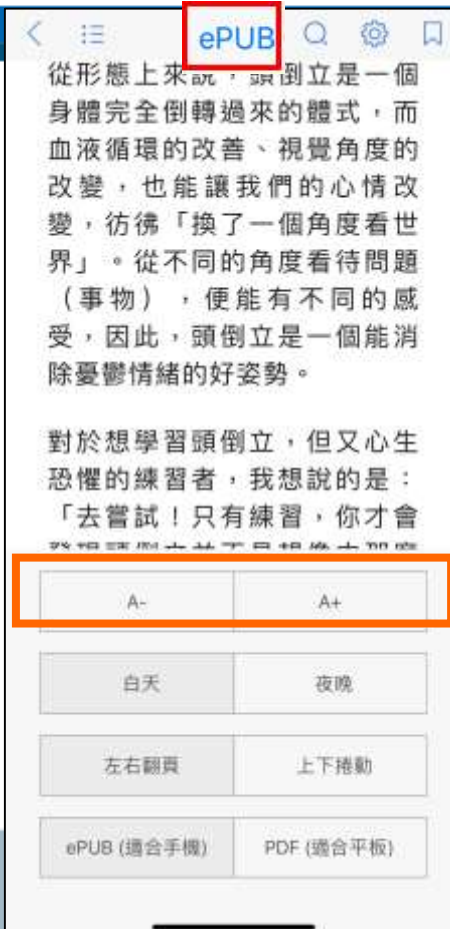 ePUB
從形態上來說，頭倒立是一個
身體完全倒轉過來的體式，而
血液循環的改善、視覺角度的
改變，也能讓我們的心情改
變，彷彿「換了一個角度看世
界」。從不同的角度看待問題
（事物），便能有不同的感
受，因此，頭倒立是一個能消
除憂鬱情緒的好姿勢。
對於想學習頭倒立，但又心生
恐懼的練習者，我想說的是：
「去嘗試！只有練習，你才會
A-
A+
白天
夜晚
左右翻頁
上下捲動
ePUB (適合手機)
PDF (適合平板)